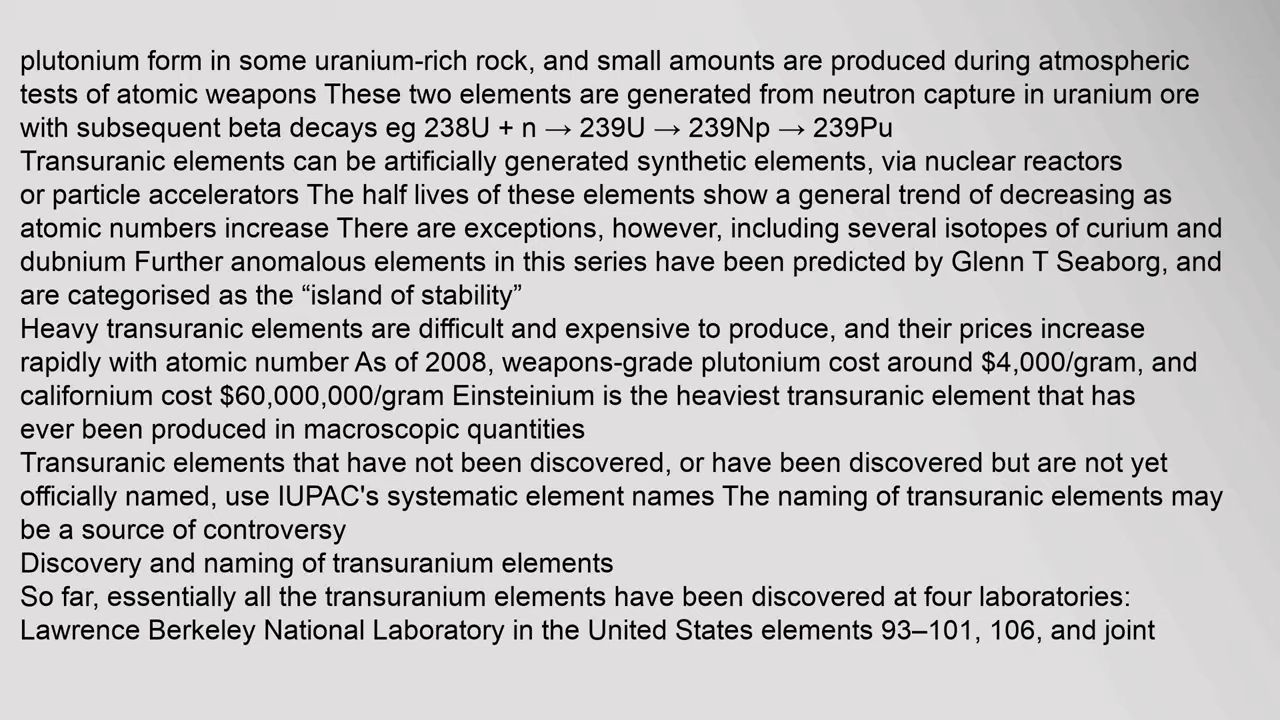 plutonium form in some uranium-rich rock, and small amounts are produced during atmospheric
tests of atomic weapons These two elements are generated from neutron capture in uranium ore
with subsequent beta decays eg 238U + n → 239U → 239Np → 239Pu
Transuranic elements can be artificially generated synthetic elements, via nuclear reactors
or particle accelerators The half lives of these elements show a general trend of decreasing as
atomic numbers increase There are exceptions, however, including several isotopes of curium and
dubnium Further anomalous elements in this series have been predicted by Glenn T Seaborg, and
are categorised as the “island of stability”
Heavy transuranic elements are difficult and expensive to produce, and their prices increase
rapidly with atomic number As of 2008, weapons-grade plutonium cost around $4,000/gram, and
californium cost $60,000,000/gram Einsteinium is the heaviest transuranic element that has
ever been produced in macroscopic quantities
Transuranic elements that have not been discovered, or have been discovered but are not yet
officially named, use IUPAC's systematic element names The naming of transuranic elements may
be a source of controversy
Discovery and naming of transuranium elements
So far, essentially all the transuranium elements have been discovered at four laboratories:
Lawrence Berkeley National Laboratory in the United States elements 93–101, 106, and joint